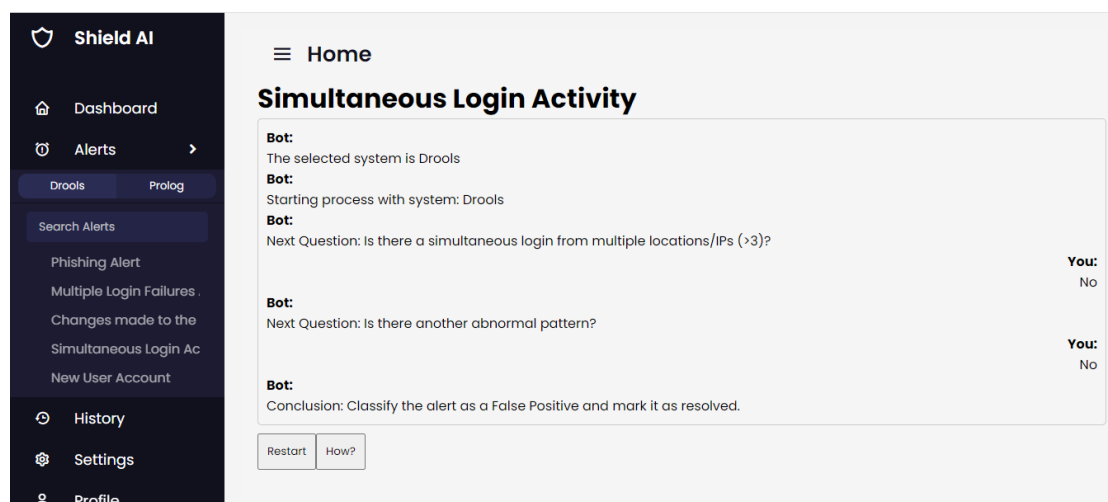 Shield AI
Home
Dashboard
Simultaneous Login Activity
Alerts
Drools Prolog
Search Alerts
Phishing Alert
Multiple Login Failures
Changes made to the
Simultaneous Login Ac
New User Account
History
Settings
Profile
Bot:
The selected system is Drools
Bot:
Starting process with system: Drools
Bot:
Next Question: Is there a simultaneous login from multiple locations/IPs (>3)?
You:
No
Bot:
Next Question: Is there another abnormal pattern?
You:
No
Bot:
Conclusion: Classify the alert as a False Positive and mark it as resolved.
Restart How?